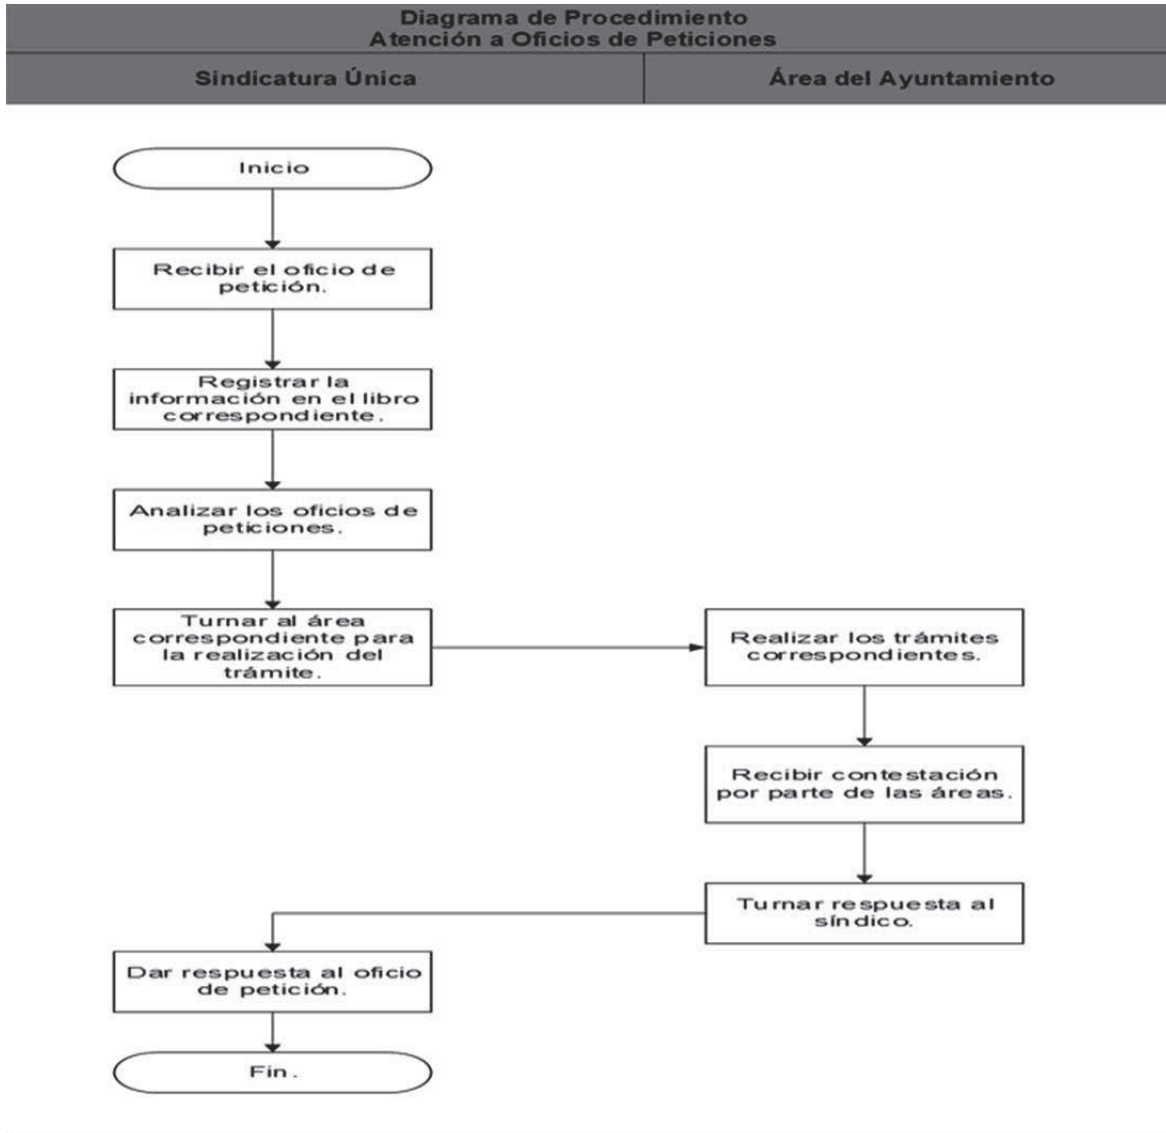 Diagrama de Procedimiento
Atención a Oficios de Peticiones
Sindicatura Única
Área del Ayuntamiento
Inicio
Recibir el oficio de
petición.
Registrar la
información en el libro
correspondiente.
Analizar los oficios de
peticiones.
Turnar al área
correspondiente para
la realización del
trámite.
Realizar los trámites
correspondientes.
Recibir contestación
por parte de las áreas.
Turnar respuesta al
síndico.
Dar respuesta al oficio
de petición.
Fin.